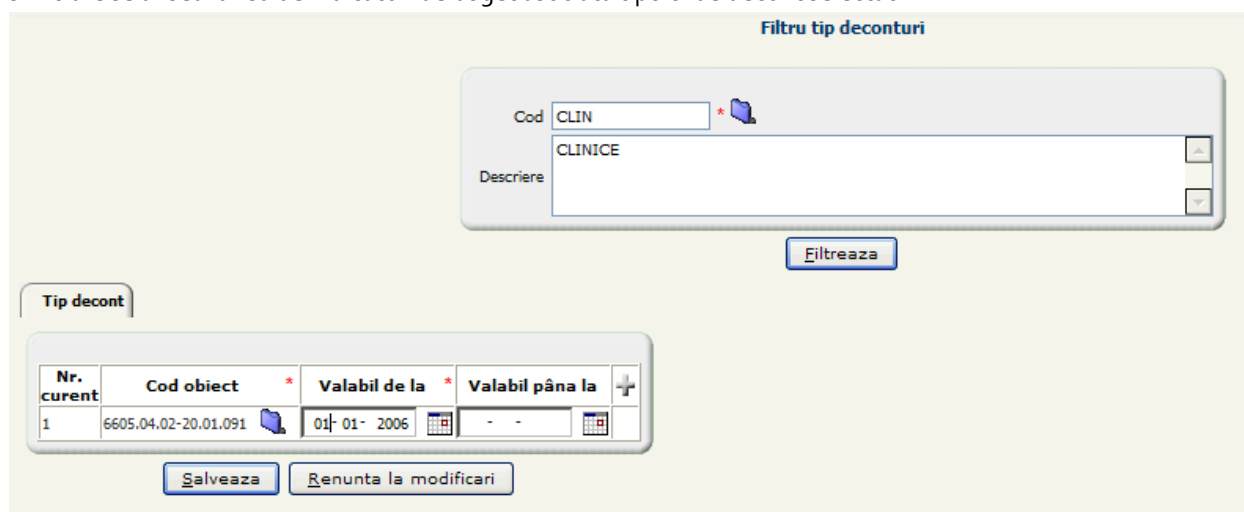 Filtru tip deconturi
Cod CLIN *
Descriere CLINICE
Filtreaza
Tip decont
Nr. curent Cod obiect * Valabil de la * Valabil pâna la
1 6605.04.02-20.01.091 01- 01- 2006 - -
Salveaza Renunta la modificari